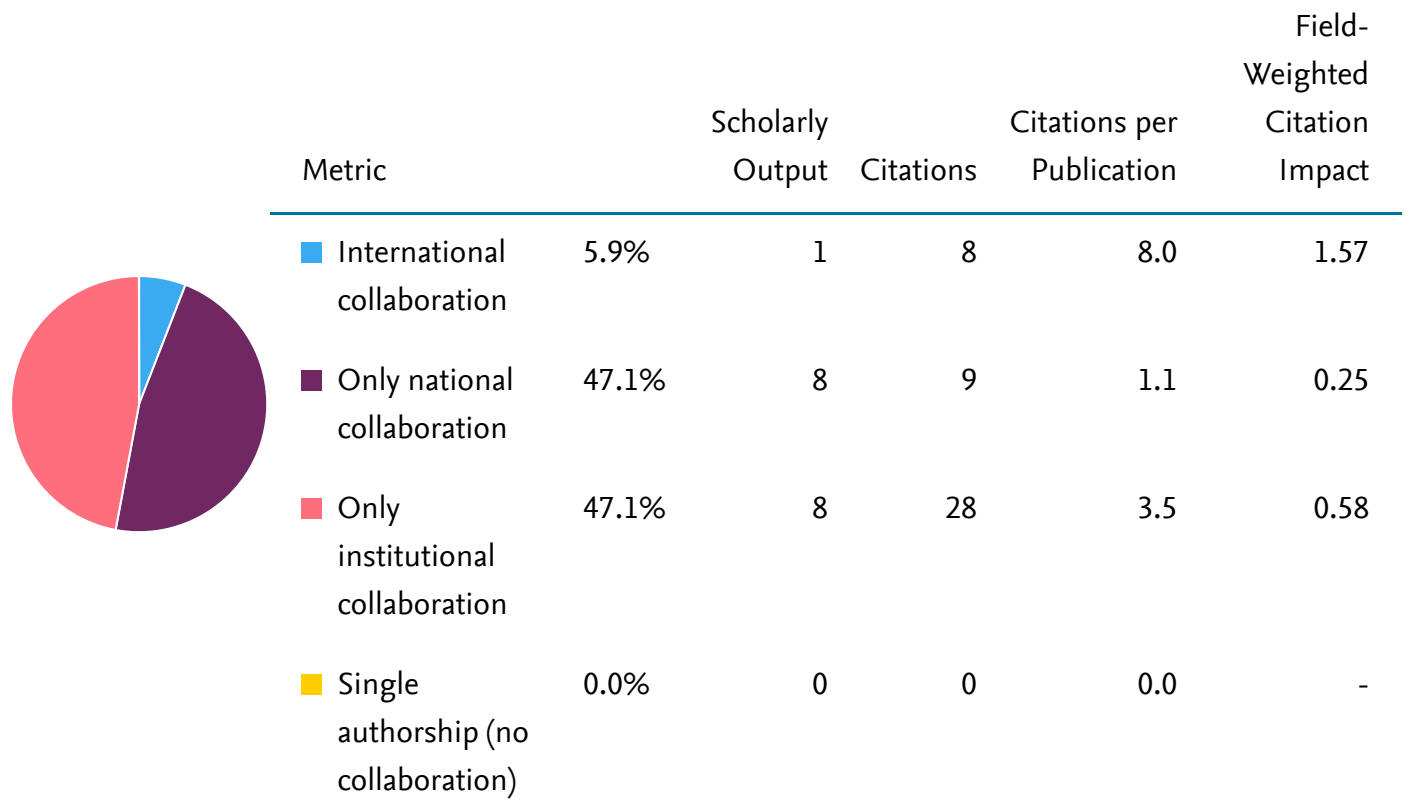 Field-
Weighted
Scholarly Citations per Citation
Metric Output Citations Publication Impact
International 5.9% 1 8 8.0 1.57
collaboration
Only national 47.1% 8 9 1.1 0.25
collaboration
Only 47.1% 8 28 3.5 0.58
institutional
collaboration
Single 0.0% 0 0 0.0 -
authorship (no
collaboration)